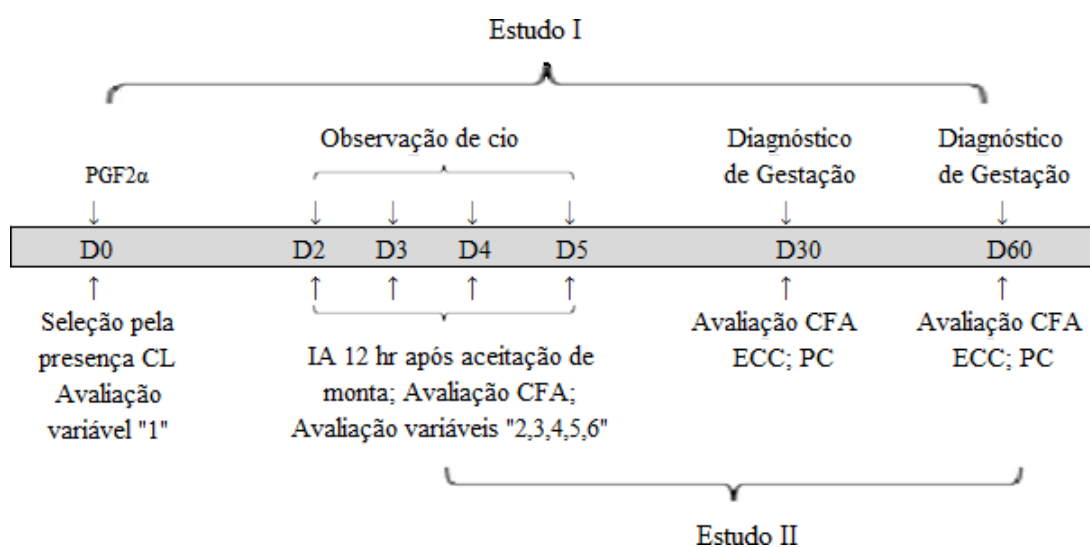 Estudo I
Observação de cio
Diagnóstico
de Gestação
Diagnóstico
de Gestação
PGF2α
↓ ↓ ↓ ↓ ↓ ↓ ↓
D0 D2 D3 D4 D5 D30 D60
↑ ↑ ↑ ↑ ↑ ↑ ↑
Seleção pela
presença CL
Avaliação
variável "1"
IA 12 hr após aceitação de
monta; Avaliação CFA;
Avaliação variáveis "2,3,4,5,6"
Avaliação CFA
ECC; PC
Avaliação CFA
ECC; PC
Estudo II